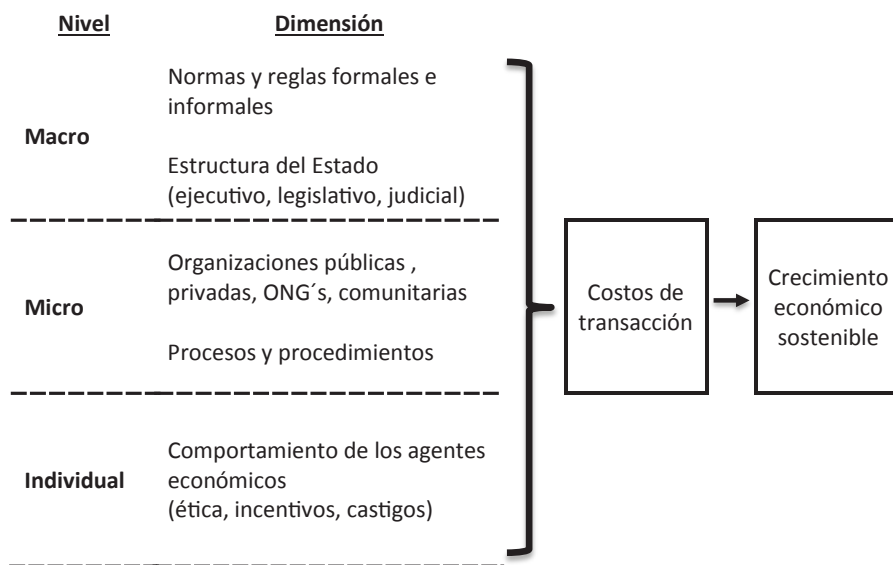 Nivel
Dimensión
Normas y reglas formales e
informales
Macro
Estructura del Estado
(ejecutivo, legislativo, judicial)
Organizaciones públicas ,
privadas, ONG´s, comunitarias
Micro
Procesos y procedimientos
Comportamiento de los agentes
económicos
Individual
(ética, incentivos, castigos)
Costos de
transacción
Crecimiento
económico
sostenible